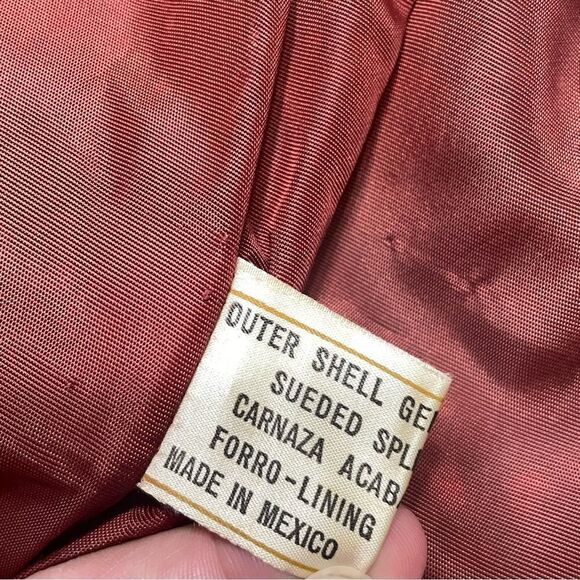 OUTER SHELL GE
SUEDED SPL
CARNAZA ACAB
FORRO-LINING
MADE IN MEXICO